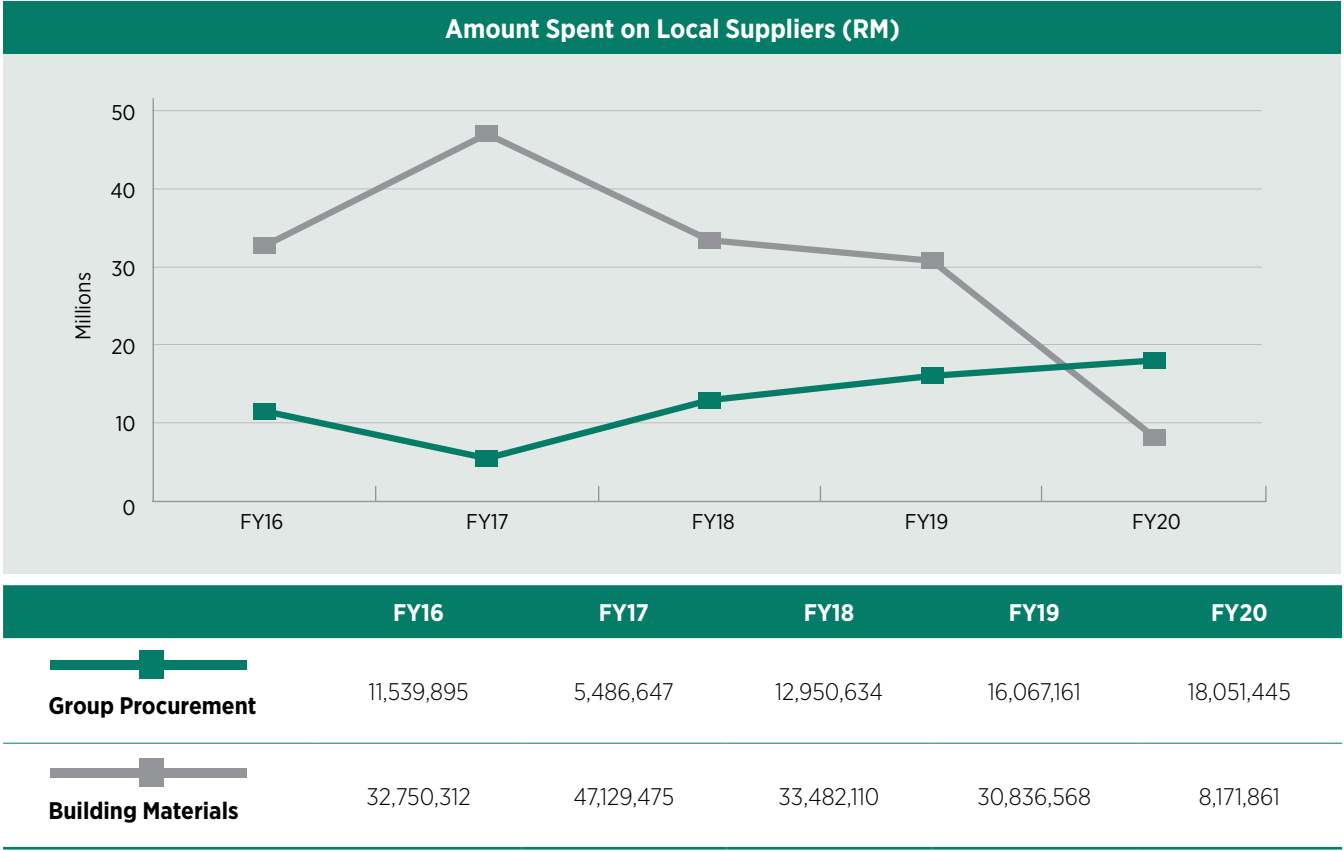 Amount Spent on Local Suppliers (RM)
50
40
30
20
10
0
Millions
FY16 FY17 FY18 FY19 FY20
FY16 FY17 FY18 FY19 FY20
Group Procurement 11,539,895 5,486,647 12,950,634 16,067,161 18,051,445
Building Materials 32,750,312 47,129,475 33,482,110 30,836,568 8,171,861